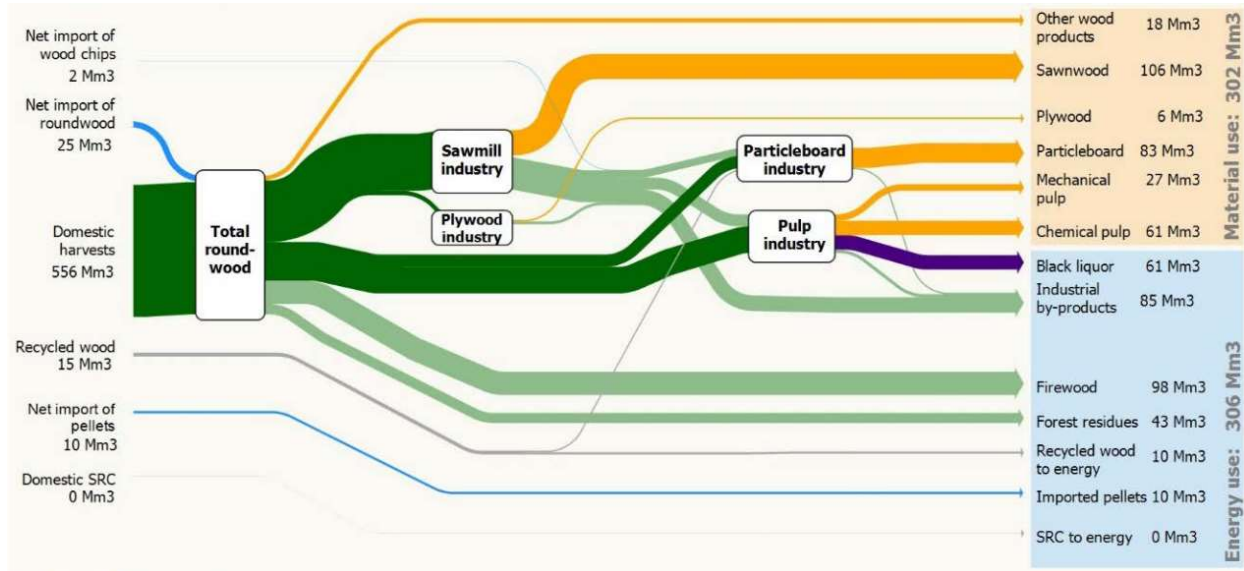 Net import of
wood chips
2 Mm3
Net import of
roundwood
25 Mm3
Domestic
harvests
556 Mm3
Recycled wood
15 Mm3
Net import of
pellets
10 Mm3
Domestic SRC
0 Mm3
Total
round-
wood
Sawmill
industry
Plywood
industry
Particleboard
industry
Pulp
industry
Other wood
products 18 Mm3
Sawnwood 106 Mm3
Plywood 6 Mm3
Particleboard 83 Mm3
Mechanical 27 Mm3
pulp
Chemical pulp 61 Mm3
Black liquor 61 Mm3
Industrial
by-products 85 Mm3
Firewood 98 Mm3
Forest residues 43 Mm3
Recycled wood
to energy 10 Mm3
Imported pellets 10 Mm3
SRC to energy 0 Mm3
Material use: 302 Mm3
Energy use: 306 Mm3